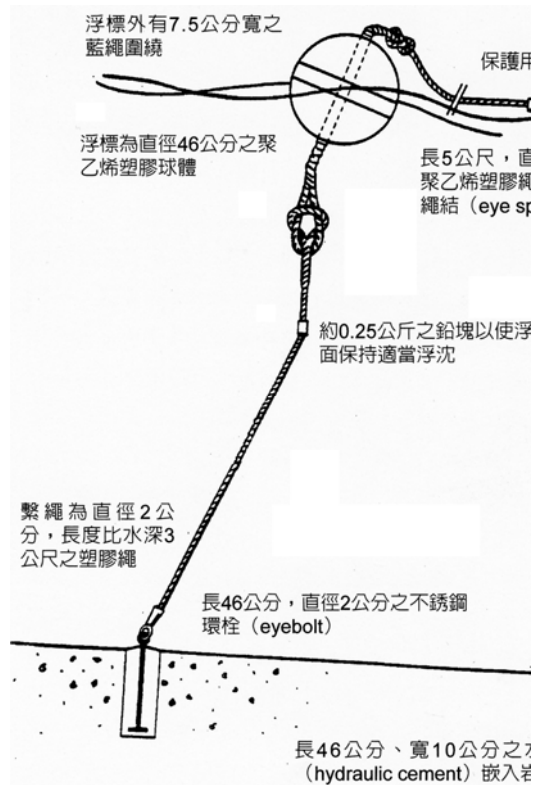 浮標外有7.5公分寬之
藍繩圍繞
保護用
浮標為直徑46公分之聚
乙烯塑膠球體
長5公尺，直
聚乙烯塑膠繩
繩結（eye sp
約0.25公斤之鉛塊以使浮
面保持適當浮沈
繫繩為直徑2公
分，長度比水深3
公尺之塑膠繩
長46公分，直徑2公分之不銹鋼
環栓（eyebolt）
長46公分、寬10公分之水
（hydraulic cement）嵌入岩